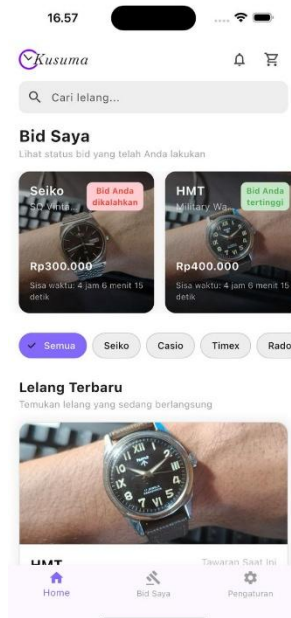 16.57
Kusuma
Cari lelang...
Bid Saya
Lihat status bid yang telah Anda lakukan
Seiko
Bid Anda dikalahkan
SQ Vinta...
Rp300.000
Sisa waktu: 4 jam 6 menit 15
detik
HMT
Bid Anda tertinggi
Military Wa...
Rp400.000
Sisa waktu: 4 jam 6 menit 15
detik
Semua
Seiko
Casio
Timex
Rado
Lelang Terbaru
Temukan lelang yang sedang berlangsung
HMT
Tawaran Saat Ini
Home
Bid Saya
Pengaturan